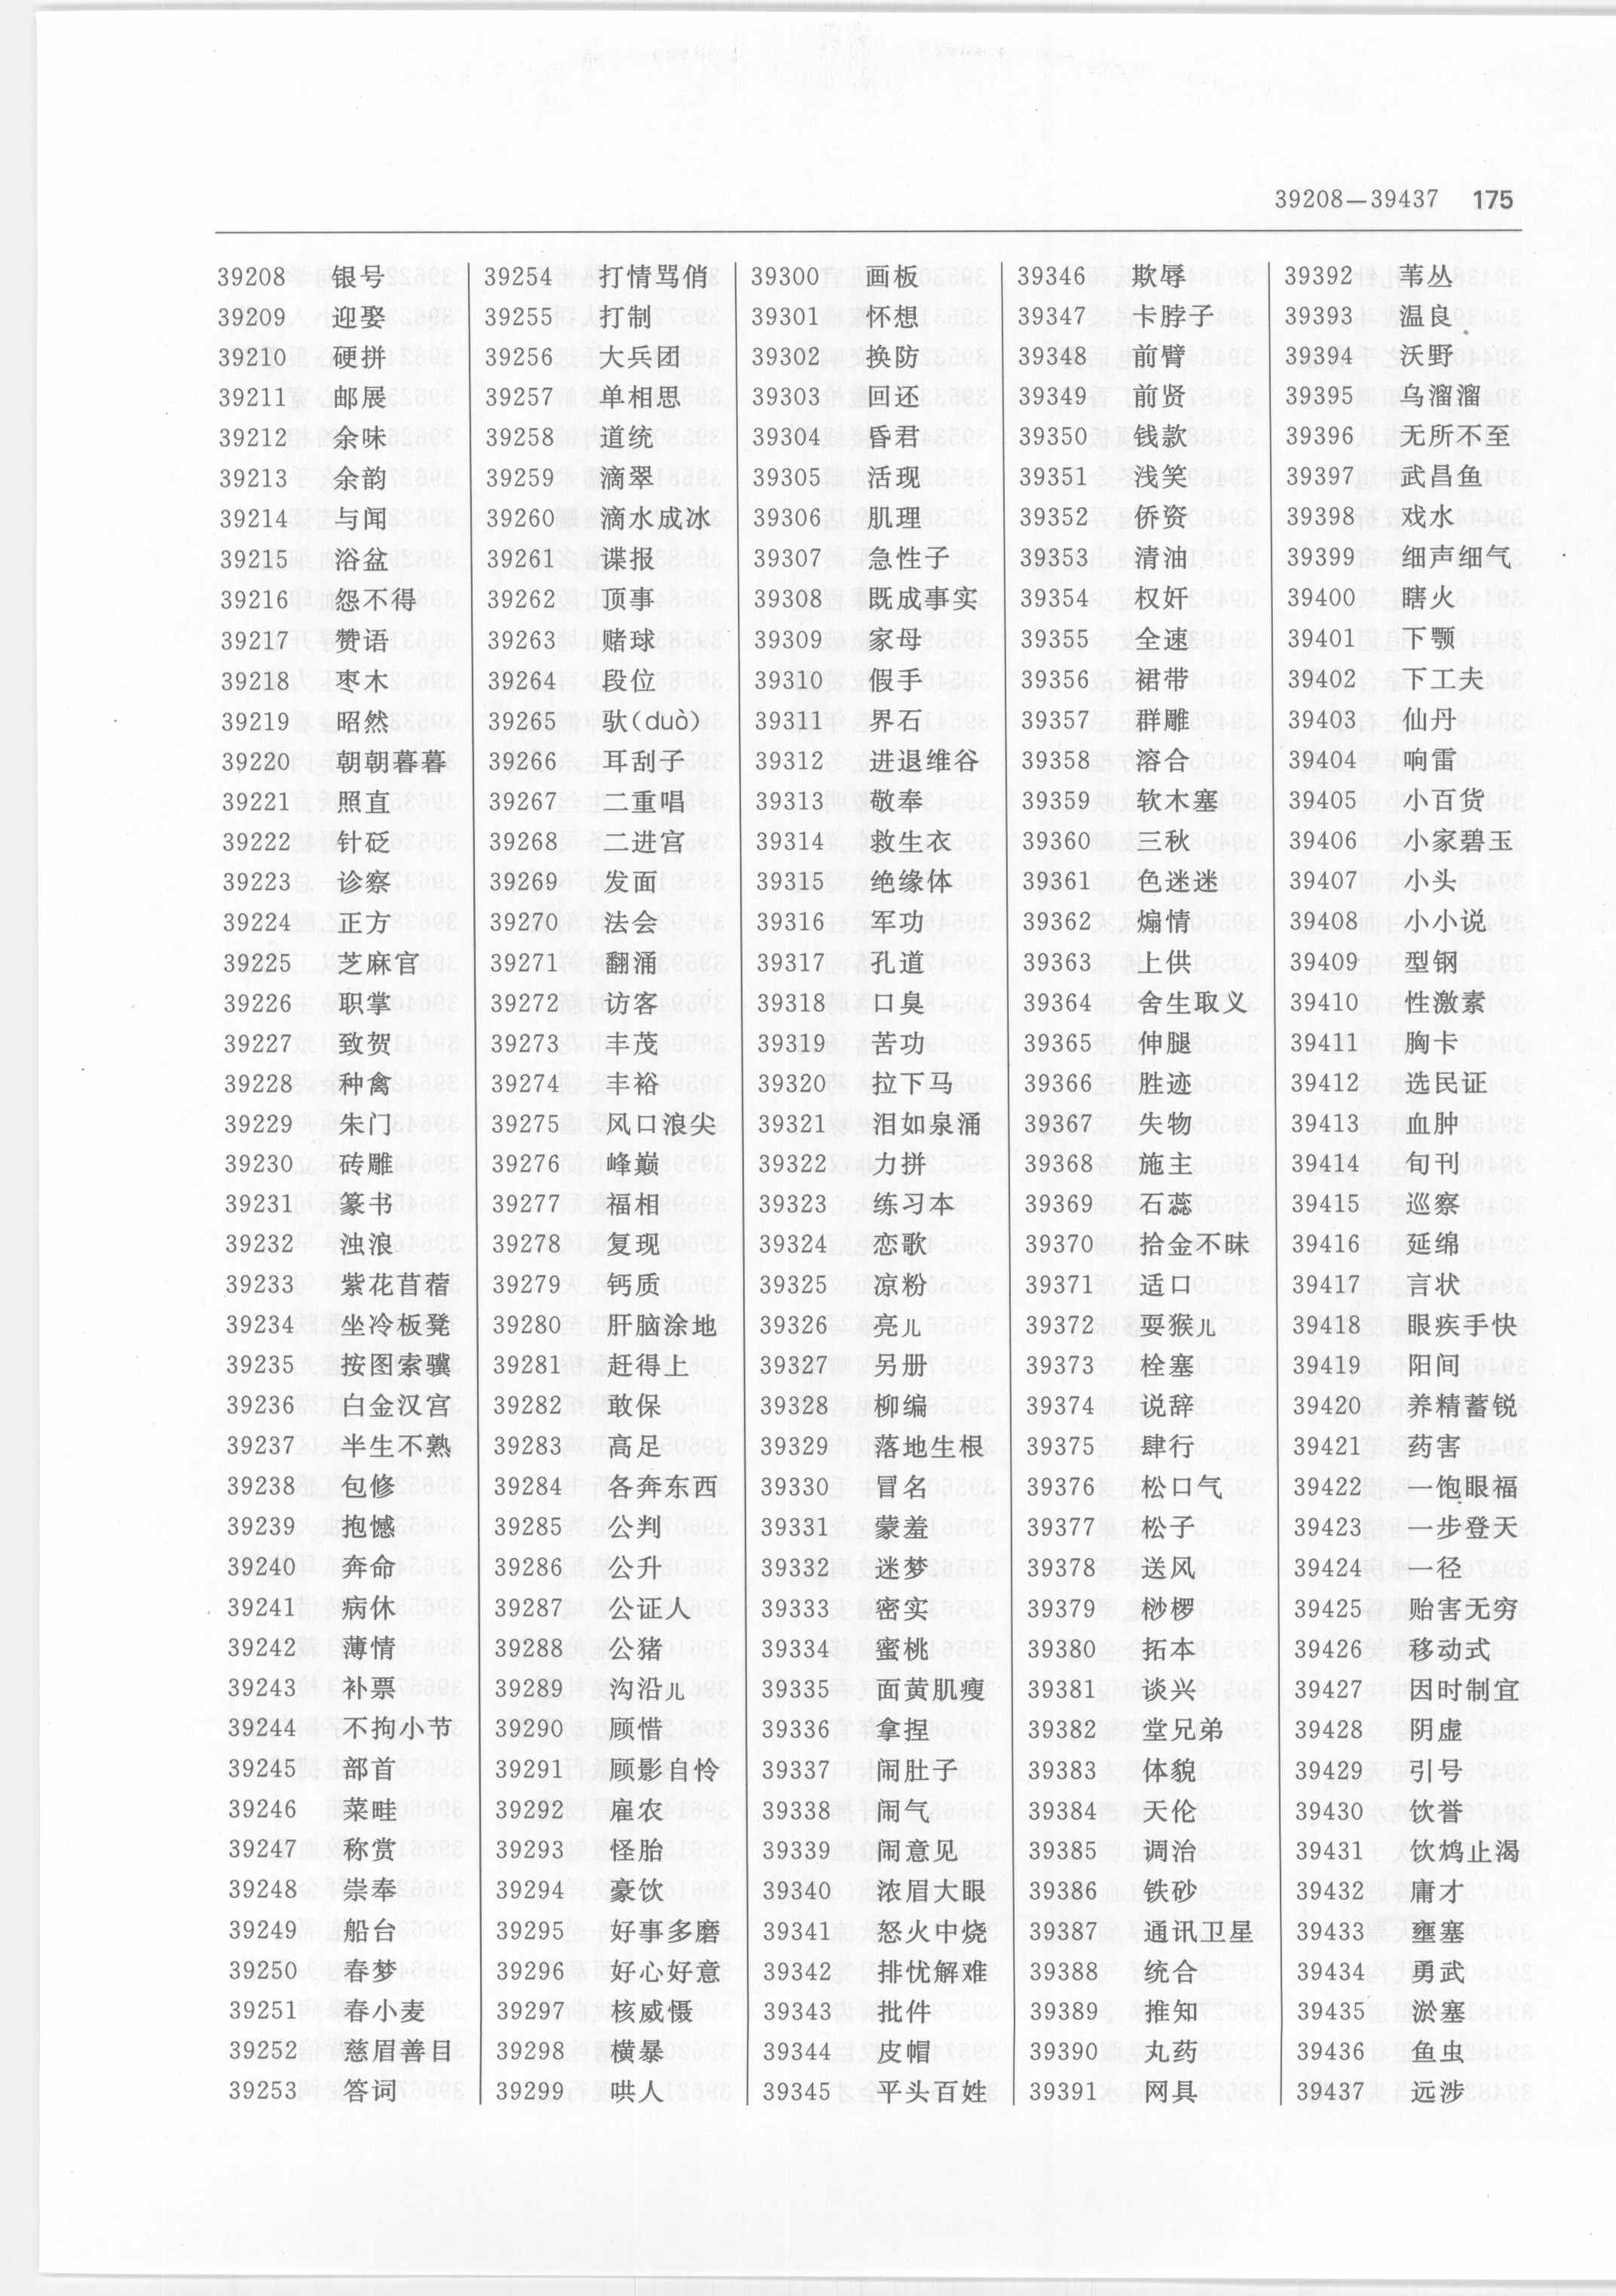 39208—39437 175
39208 银号
39209 迎娶
39210 硬拼
39211 邮展
39212 余味
39213 余韵
39214 与闻
39215 浴盆
39216 怨不得
39217 赞语
39218 枣木
39219 昭然
39220 朝朝暮暮
39221 照直
39222 针砭
39223 诊察
39224 正方
39225 芝麻官
39226 职掌
39227 致贺
39228 种禽
39229 朱门
39230 砖雕
39231 篆书
39232 浊浪
39233 紫花苜蓿
39234 坐冷板凳
39235 按图索骥
39236 白金汉宫
39237 半生不熟
39238 包修
39239 抱憾
39240 奔命
39241 病休
39242 薄情
39243 补票
39244 不拘小节
39245 部首
39246 菜畦
39247 称赏
39248 崇奉
39249 船台
39250 春梦
39251 春小麦
39252 慈眉善目
39253 答词
39254 打情骂俏
39255 打制
39256 大兵团
39257 单相思
39258 道统
39259 滴翠
39260 滴水成冰
39261 谍报
39262 顶事
39263 赌球
39264 段位
39265 驮(duò)
39266 耳刮子
39267 二重唱
39268 二进宫
39269 发面
39270 法会
39271 翻涌
39272 访客
39273 丰茂
39274 丰裕
39275 风口浪尖
39276 峰巅
39277 福相
39278 复现
39279 钙质
39280 肝脑涂地
39281 赶得上
39282 敢保
39283 高足
39284 各奔东西
39285 公判
39286 公升
39287 公证人
39288 公猪
39289 沟沿儿
39290 顾惜
39291 顾影自怜
39292 雇农
39293 怪胎
39294 豪饮
39295 好事多磨
39296 好心好意
39297 核威慑
39298 横暴
39299 哄人
39300 画板
39301 怀想
39302 换防
39303 回还
39304 昏君
39305 活现
39306 肌理
39307 急性子
39308 既成事实
39309 家母
39310 假手
39311 界石
39312 进退维谷
39313 敬奉
39314 救生衣
39315 绝缘体
39316 军功
39317 孔道
39318 口臭
39319 苦功
39320 拉下马
39321 泪如泉涌
39322 力拼
39323 练习本
39324 恋歌
39325 凉粉
39326 亮儿
39327 另册
39328 柳编
39329 落地生根
39330 冒名
39331 蒙羞
39332 迷梦
39333 密实
39334 蜜桃
39335 面黄肌瘦
39336 拿捏
39337 闹肚子
39338 闹气
39339 闹意见
39340 浓眉大眼
39341 怒火中烧
39342 排忧解难
39343 批件
39344 皮帽
39345 平头百姓
39346 欺辱
39347 卡脖子
39348 前臂
39349 前贤
39350 钱款
39351 浅笑
39352 侨资
39353 清油
39354 权奸
39355 全速
39356 裙带
39357 群雕
39358 溶合
39359 软木塞
39360 三秋
39361 色迷迷
39362 煽情
39363 上供
39364 舍生取义
39365 伸腿
39366 胜迹
39367 失物
39368 施主
39369 石蕊
39370 拾金不昧
39371 适口
39372 耍猴儿
39373 栓塞
39374 说辞
39375 肆行
39376 松口气
39377 松子
39378 送风
39379 桫椤
39380 拓本
39381 谈兴
39382 堂兄弟
39383 体貌
39384 天伦
39385 调治
39386 铁砂
39387 通讯卫星
39388 统合
39389 推知
39390 丸药
39391 网具
39392 苇丛
39393 温良
39394 沃野
39395 乌溜溜
39396 无所不至
39397 武昌鱼
39398 戏水
39399 细声细气
39400 瞎火
39401 下颚
39402 下工夫
39403 仙丹
39404 响雷
39405 小百货
39406 小家碧玉
39407 小头
39408 小小说
39409 型钢
39410 性激素
39411 胸卡
39412 选民证
39413 血肿
39414 旬刊
39415 巡察
39416 延绵
39417 言状
39418 眼疾手快
39419 阳间
39420 养精蓄锐
39421 药害
39422 一饱眼福
39423 一步登天
39424 一径
39425 贻害无穷
39426 移动式
39427 因时制宜
39428 阴虚
39429 引号
39430 饮誉
39431 饮鸩止渴
39432 庸才
39433 壅塞
39434 勇武
39435 淤塞
39436 鱼虫
39437 远涉